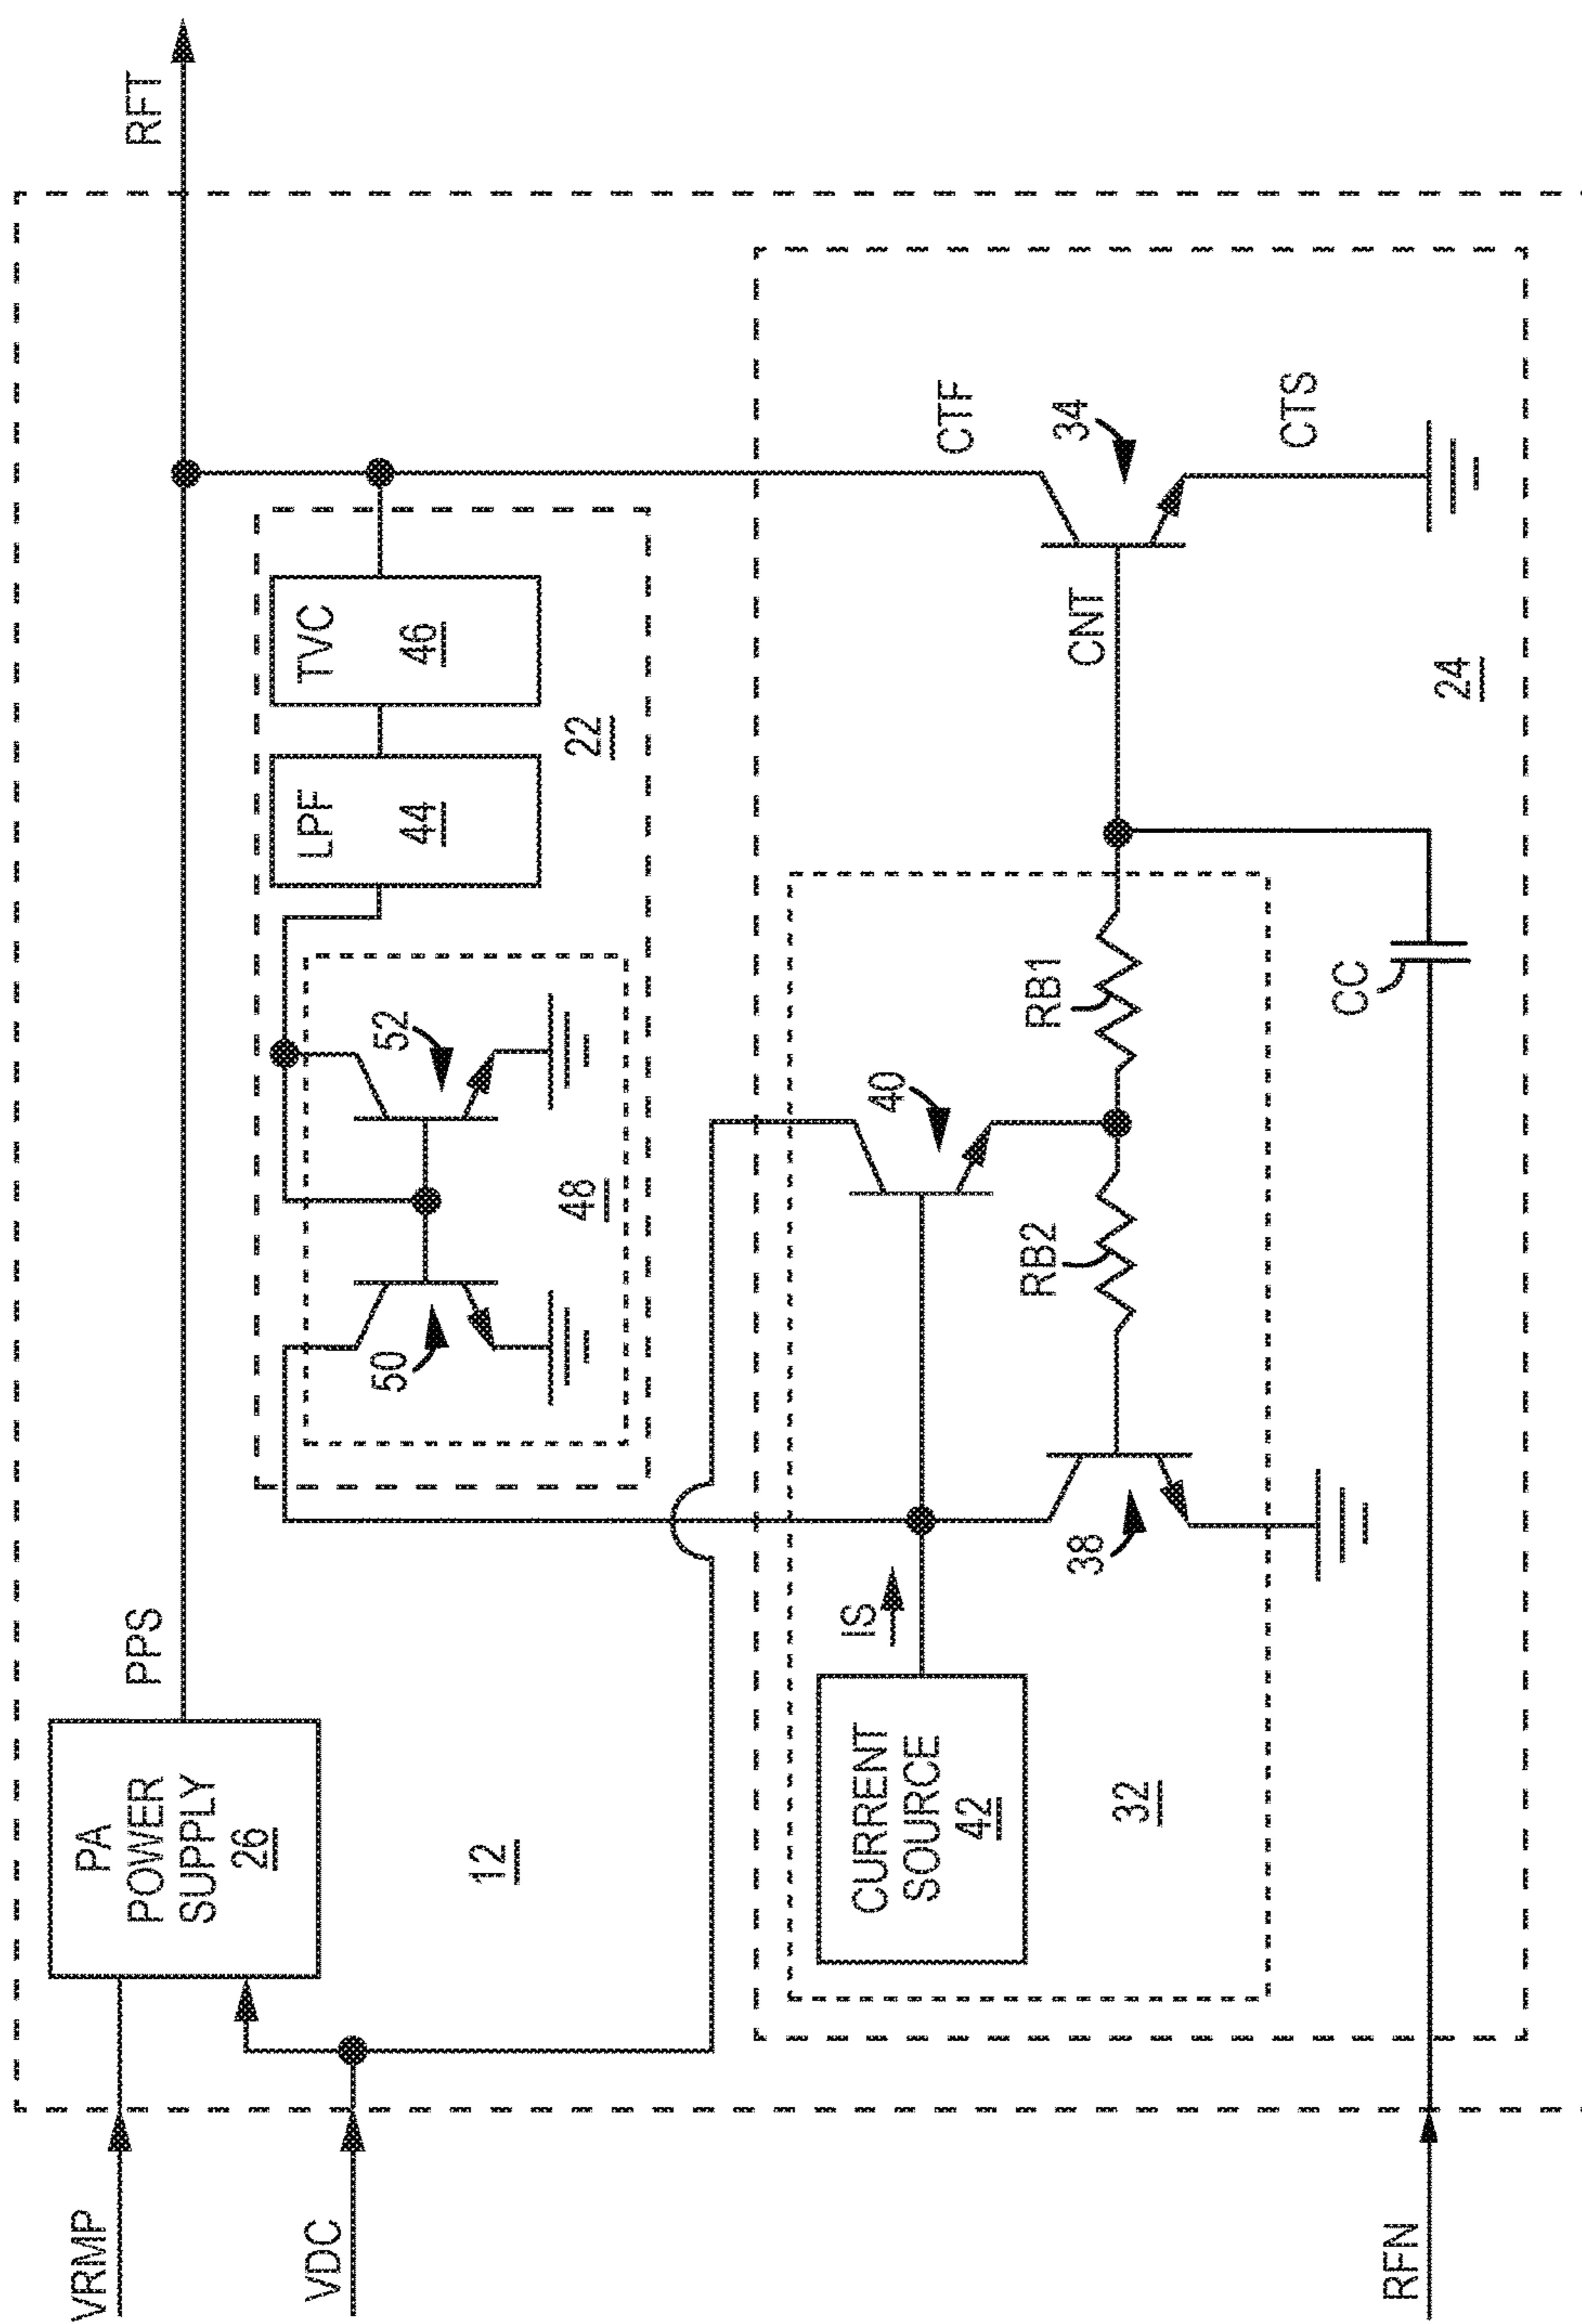 VRMP
PA
POWER
SUPPLY
26
PPS
RFT
VDC
12
50
52
48
LPF
44
TVC
46
22
CURRENT
SOURCE
42
IS
32
38
40
RB2
RB1
CNT
CTF
34
CTS
24
CC
RFN